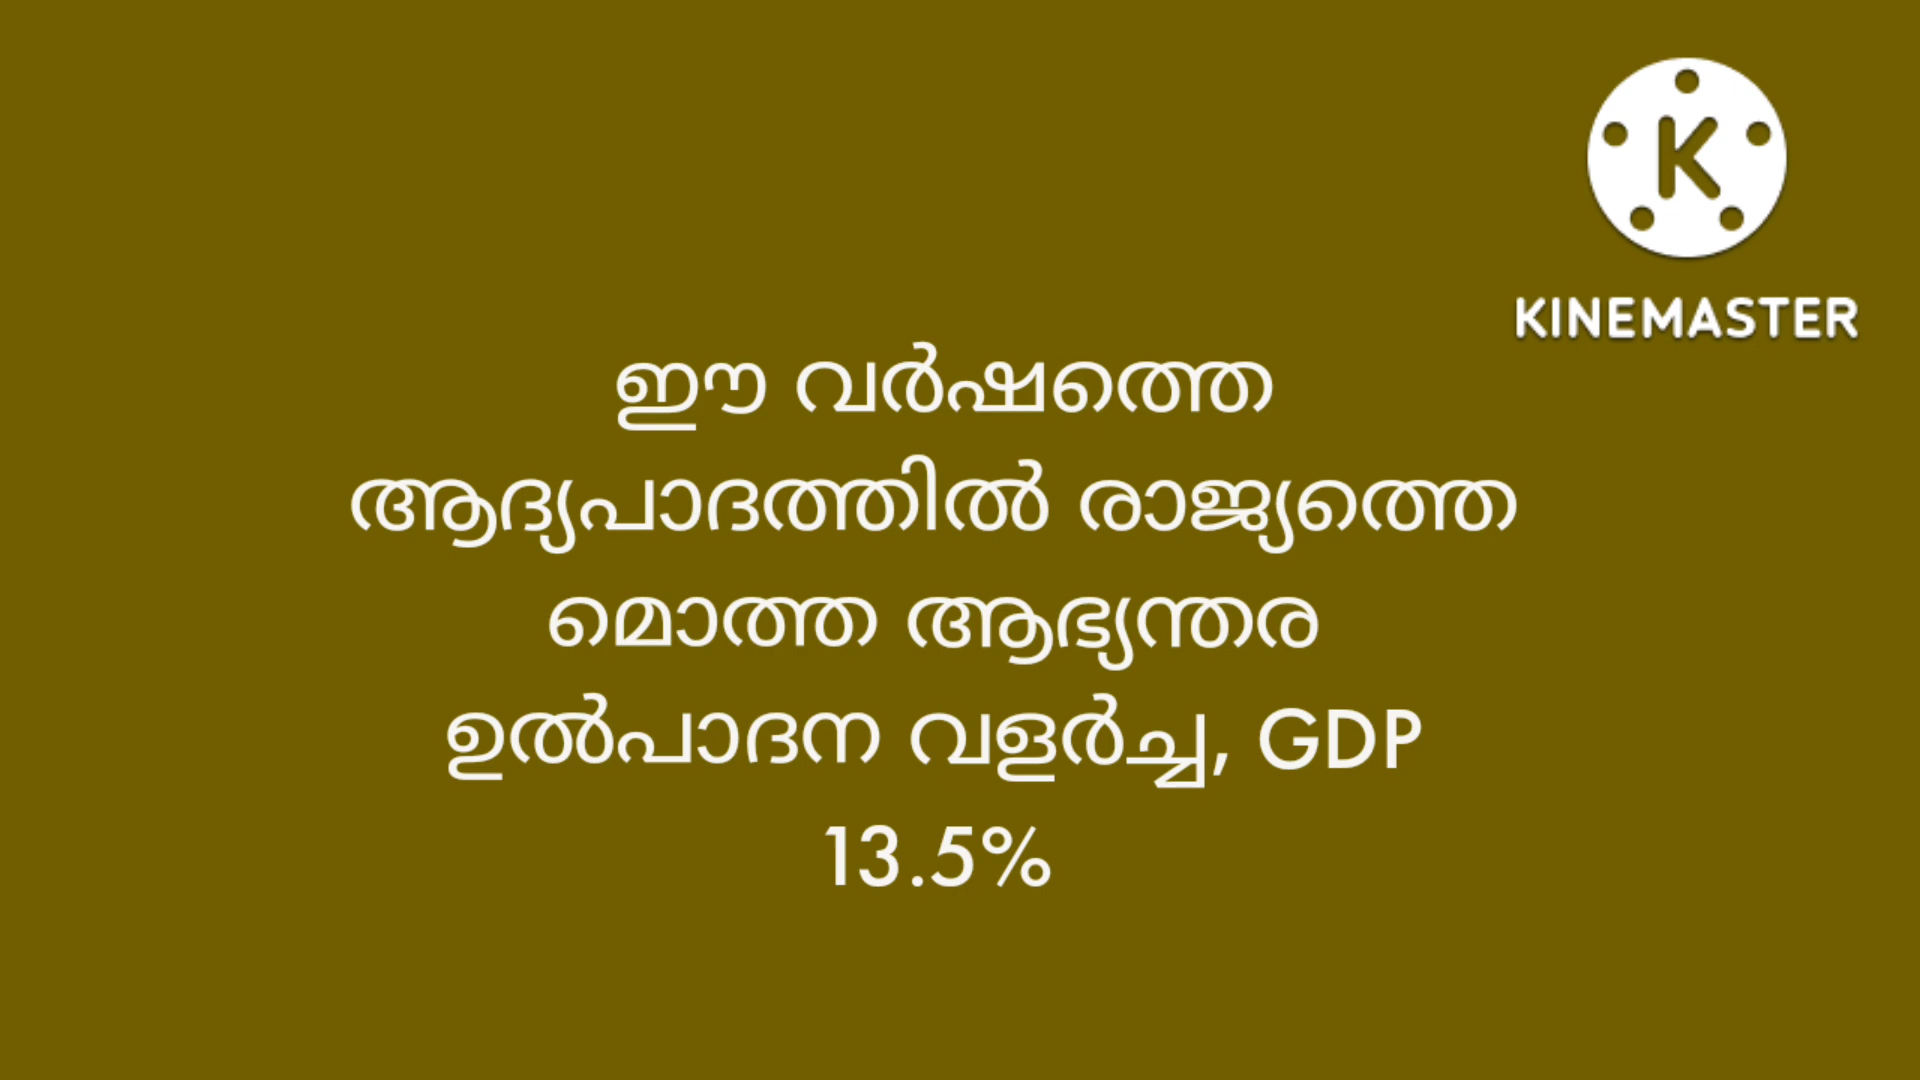 K
KINEMASTER
ഈ വർഷത്തെ
ആദ്യപാദത്തിൽ രാജ്യത്തെ
മൊത്ത ആഭ്യന്തര
ഉൽപാദന വളർച്ച, GDP
13.5%